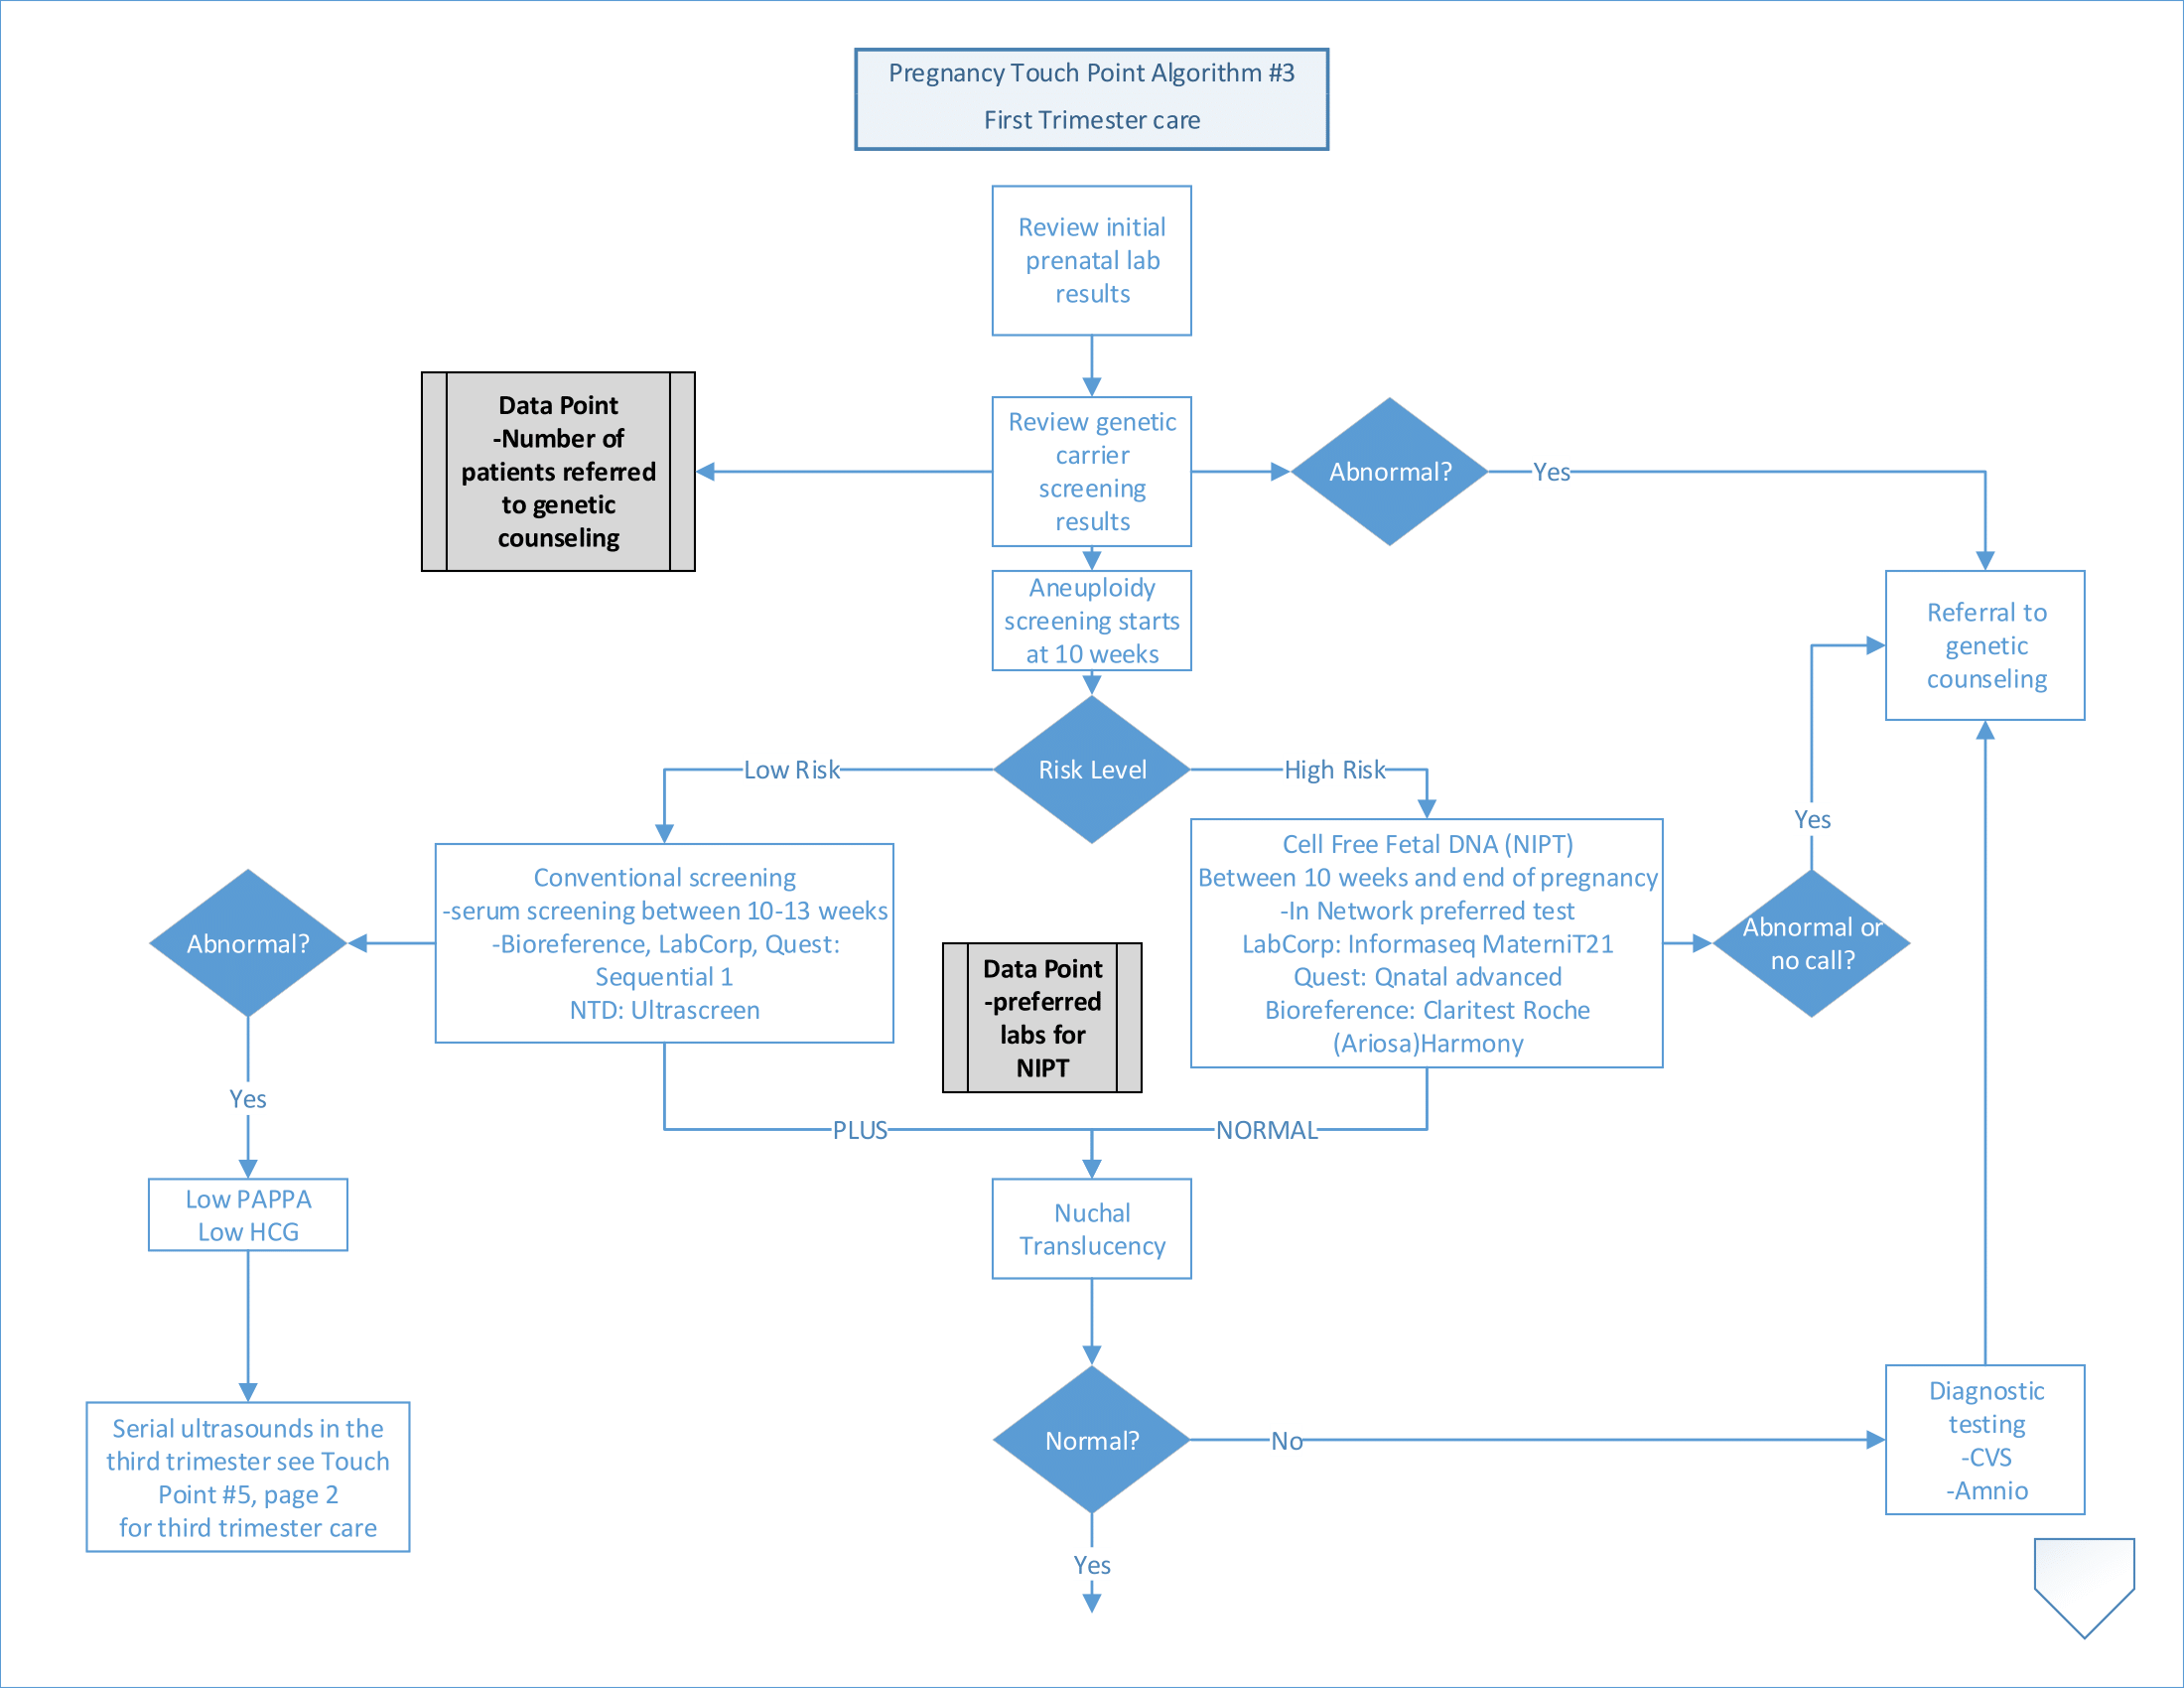 Pregnancy Touch Point Algorithm #3
First Trimester care
Review initial
prenatal lab
results
Data Point
-Number of
patients referred
to genetic
counseling
Review genetic
carrier
screening
results
Abnormal?
Yes
Aneuploidy
screening starts
at 10 weeks
Referral to
genetic
counseling
Low Risk
Risk Level
High Risk
Yes
Conventional screening
-serum screening between 10-13 weeks
-Bioreference, LabCorp, Quest:
Sequential 1
NTD: Ultrascreen
Abnormal?
Cell Free Fetal DNA (NIPT)
Between 10 weeks and end of pregnancy
-In Network preferred test
LabCorp: Informaseq MaterniT21
Quest: Qnatal advanced
Bioreference: Claritest Roche
(Ariosa)Harmony
Abnormal or
no call?
Data Point
-preferred
labs for
NIPT
Yes
PLUS
NORMAL
Low PAPPA
Low HCG
Nuchal
Translucency
Serial ultrasounds in the
third trimester see Touch
Point #5, page 2
for third trimester care
Normal?
No
Diagnostic
testing
-CVS
-Amnio
Yes